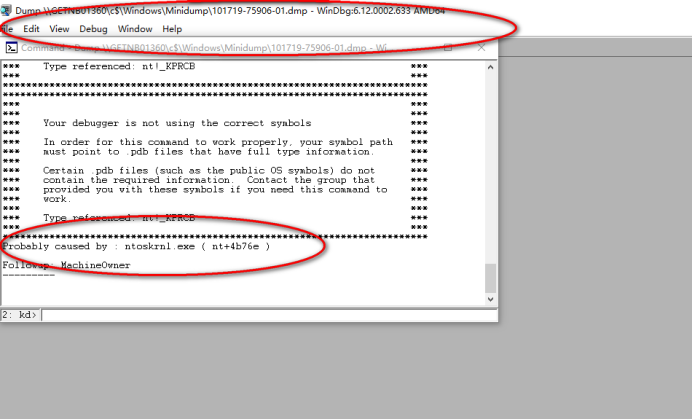 Dump \\GETNB01360\c$\Windows\Minidump\101719-75906-01.dmp - WinDbg:6.12.0002.633 AMD64
File Edit View Debug Window Help
Command - Dump \\GETNB01360\c$\Windows\Minidump\101719-75906-01.dmp - Wi
*** Type referenced: nt!_KPRCB ***
*** ***
*************************************************************************
*************************************************************************
*** ***
*** ***
*** Your debugger is not using the correct symbols ***
*** ***
*** In order for this command to work properly, your symbol path ***
*** must point to .pdb files that have full type information. ***
*** ***
*** Certain .pdb files (such as the public OS symbols) do not ***
*** contain the required information. Contact the group that ***
*** provided you with these symbols if you need this command to ***
*** work. ***
*** ***
*** Type referenced: nt!_KPRCB ***
*** ***
*************************************************************************
Probably caused by : ntoskrnl.exe ( nt+4b76e )
Followup: MachineOwner
---------
2: kd>